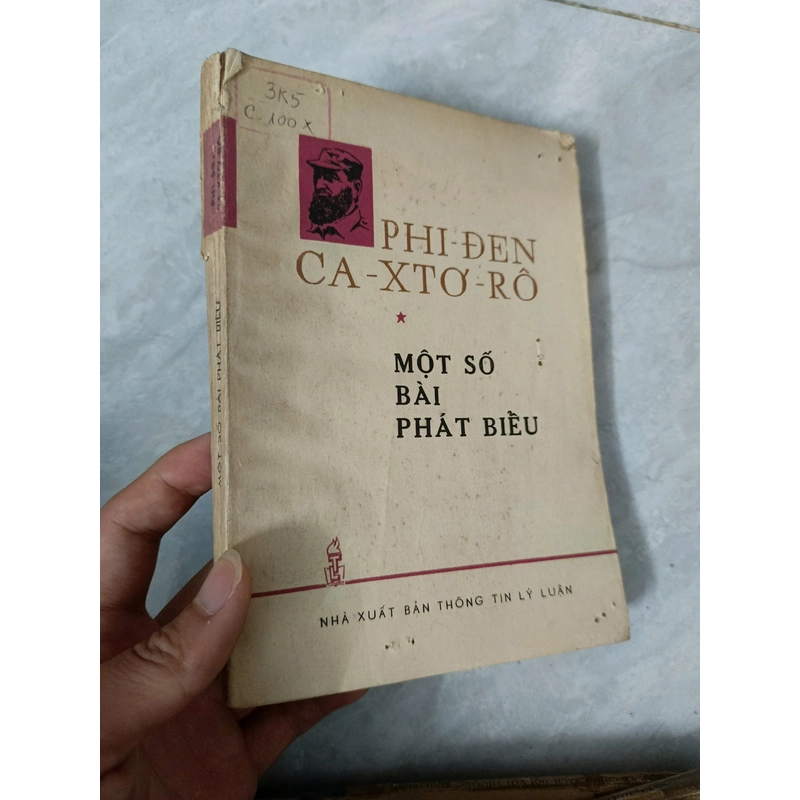 3K5
C-100X
PHI-ĐEN
CA-XTƠ-RÔ
MỘT SỐ
BÀI
PHÁT BIỂU
NHÀ XUẤT BẢN THÔNG TIN LÝ LUẬN
MỘT SỐ BÀI PHÁT BIỂU